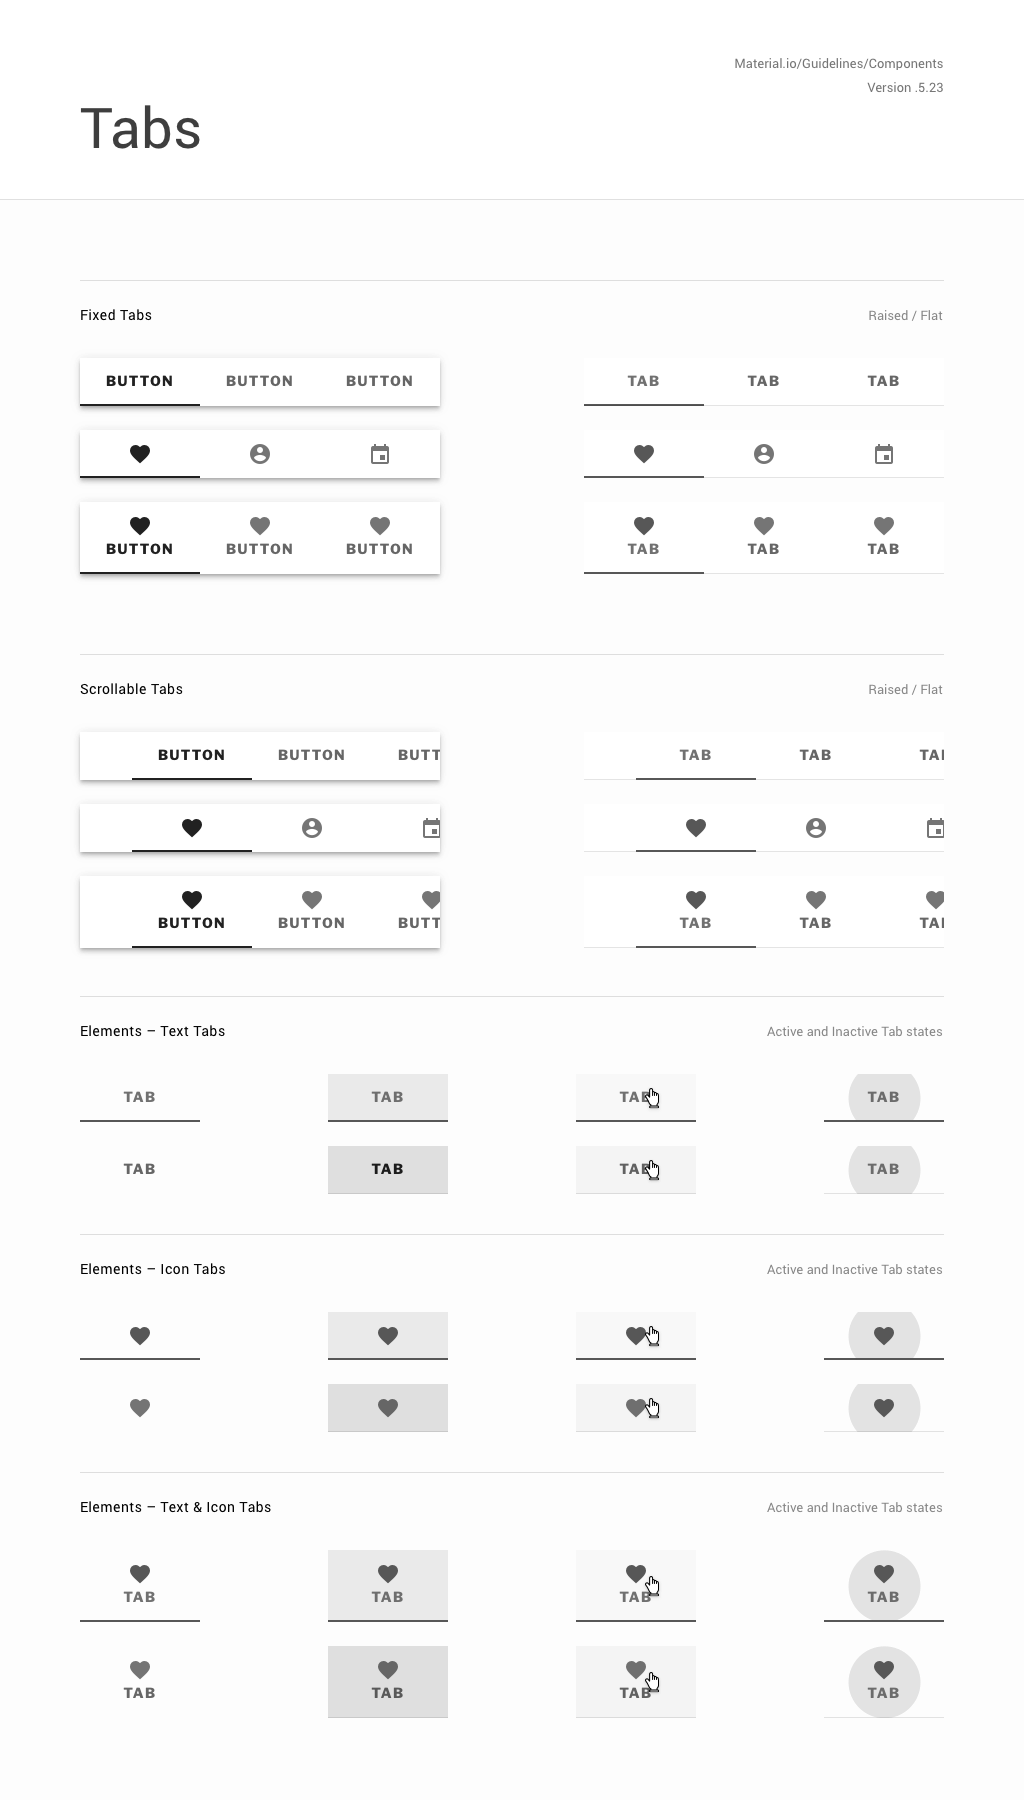 Material.io/Guidelines/Components
Version .5.23
Tabs
Fixed Tabs Raised / Flat
BUTTON BUTTON BUTTON TAB TAB TAB
BUTTON BUTTON BUTTON TAB TAB TAB
Scrollable Tabs Raised / Flat
BUTTON BUTTON BUTT TAB TAB TAB
BUTTON BUTTON BUTT TAB TAB TAB
Elements – Text Tabs Active and Inactive Tab states
TAB TAB TAB TAB
TAB TAB TAB TAB
Elements – Icon Tabs Active and Inactive Tab states
Elements – Text & Icon Tabs Active and Inactive Tab states
TAB TAB TAB TAB
TAB TAB TAB TAB